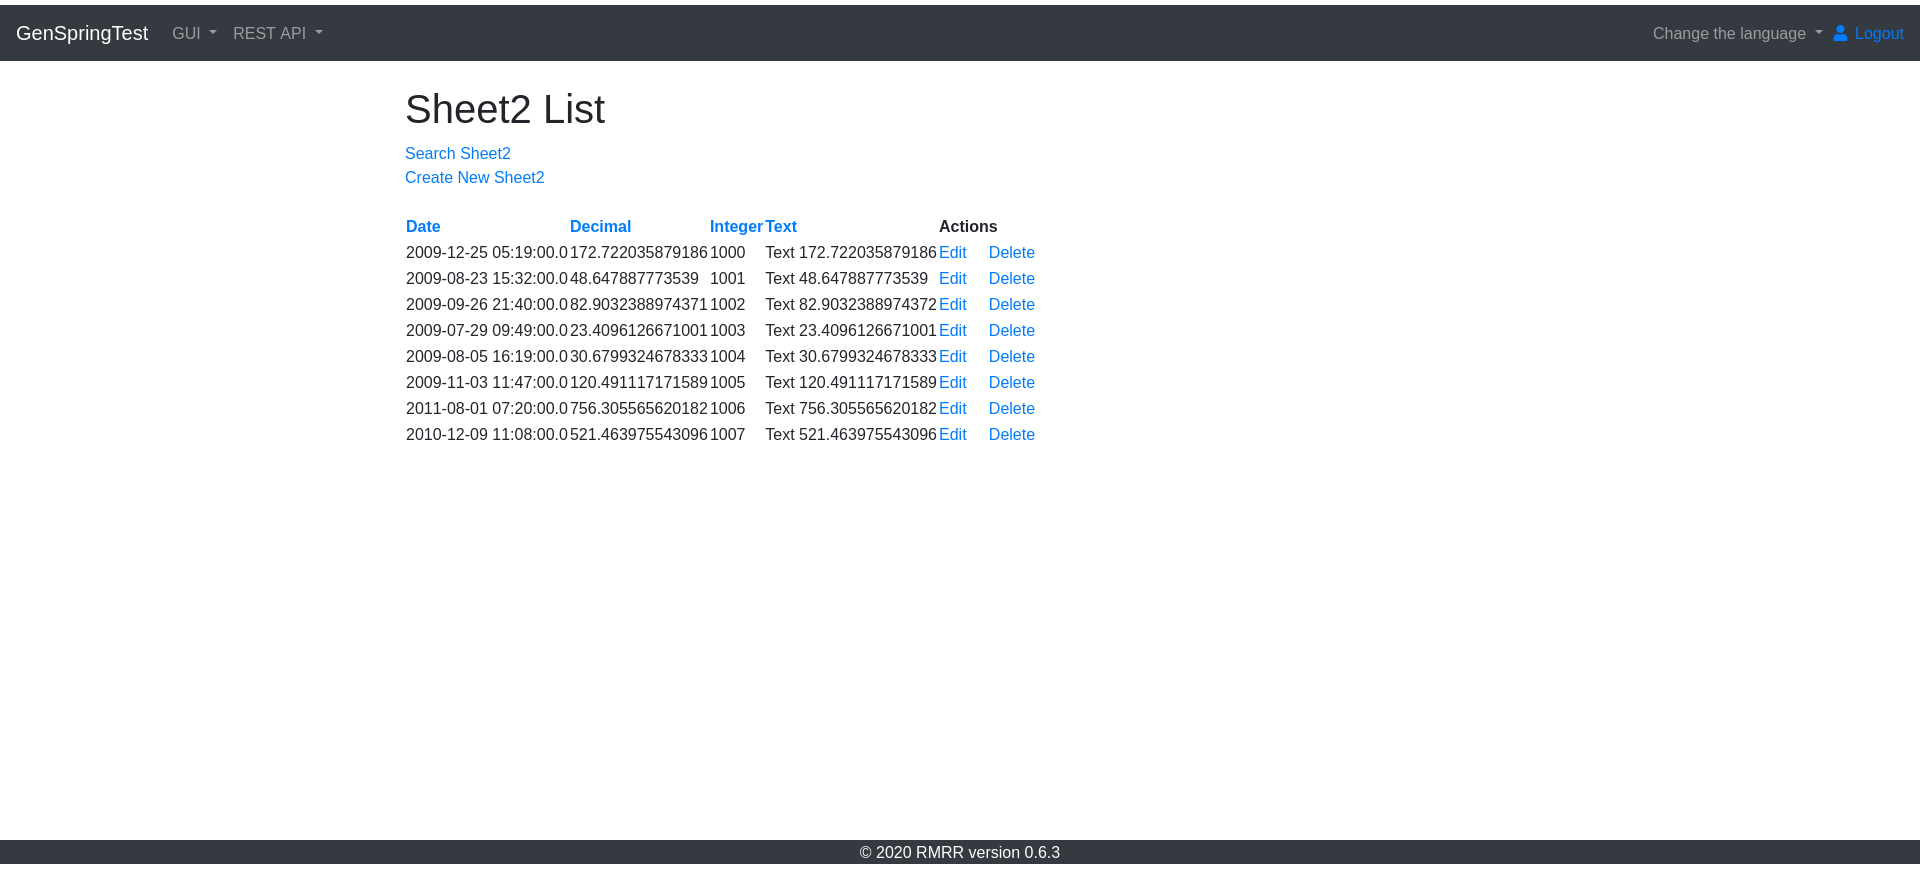 GenSpringTest GUI REST API Change the language Logout
Sheet2 List
Search Sheet2
Create New Sheet2
Date Decimal Integer Text Actions
2009-12-25 05:19:00.0 172.722035879186 1000 Text 172.722035879186 Edit Delete
2009-08-23 15:32:00.0 48.647887773539 1001 Text 48.647887773539 Edit Delete
2009-09-26 21:40:00.0 82.9032388974371 1002 Text 82.9032388974372 Edit Delete
2009-07-29 09:49:00.0 23.4096126671001 1003 Text 23.4096126671001 Edit Delete
2009-08-05 16:19:00.0 30.6799324678333 1004 Text 30.6799324678333 Edit Delete
2009-11-03 11:47:00.0 120.491117171589 1005 Text 120.491117171589 Edit Delete
2011-08-01 07:20:00.0 756.305565620182 1006 Text 756.305565620182 Edit Delete
2010-12-09 11:08:00.0 521.463975543096 1007 Text 521.463975543096 Edit Delete
© 2020 RMRR version 0.6.3